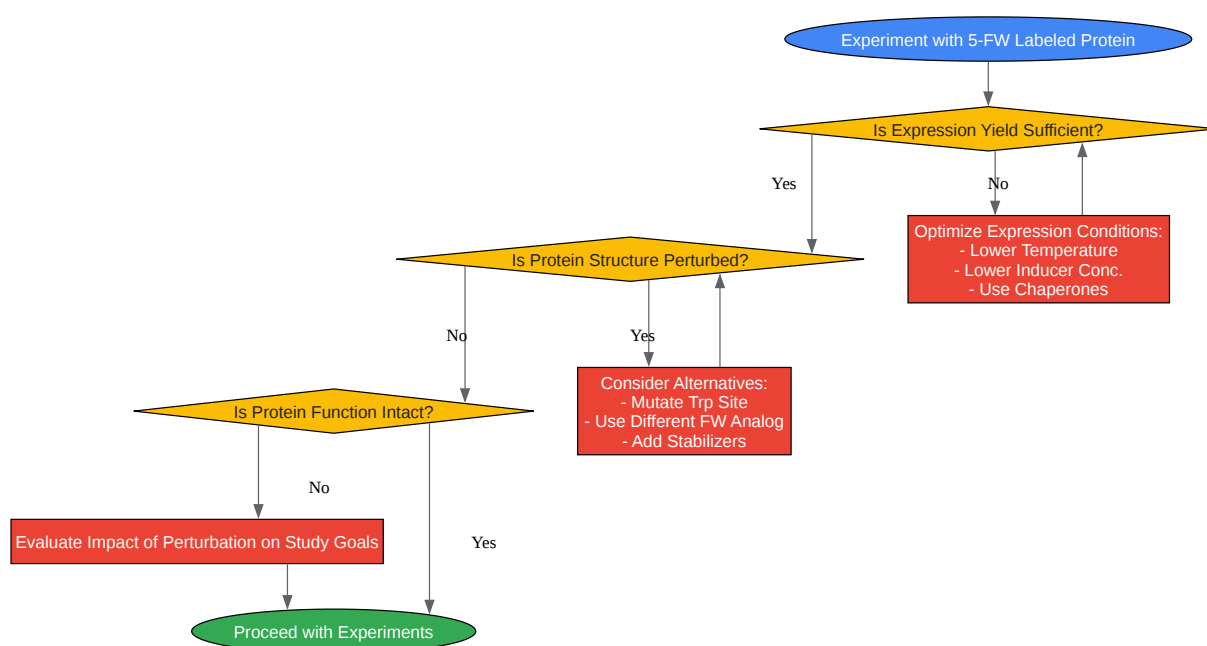 Experiment with 5-FW Labeled Protein
Is Expression Yield Sufficient?
Yes
No
Optimize Expression Conditions:
- Lower Temperature
- Lower Inducer Conc.
- Use Chaperones
Is Protein Structure Perturbed?
No
Yes
Consider Alternatives:
- Mutate Trp Site
- Use Different FW Analog
- Add Stabilizers
Is Protein Function Intact?
No
Yes
Evaluate Impact of Perturbation on Study Goals
Proceed with Experiments